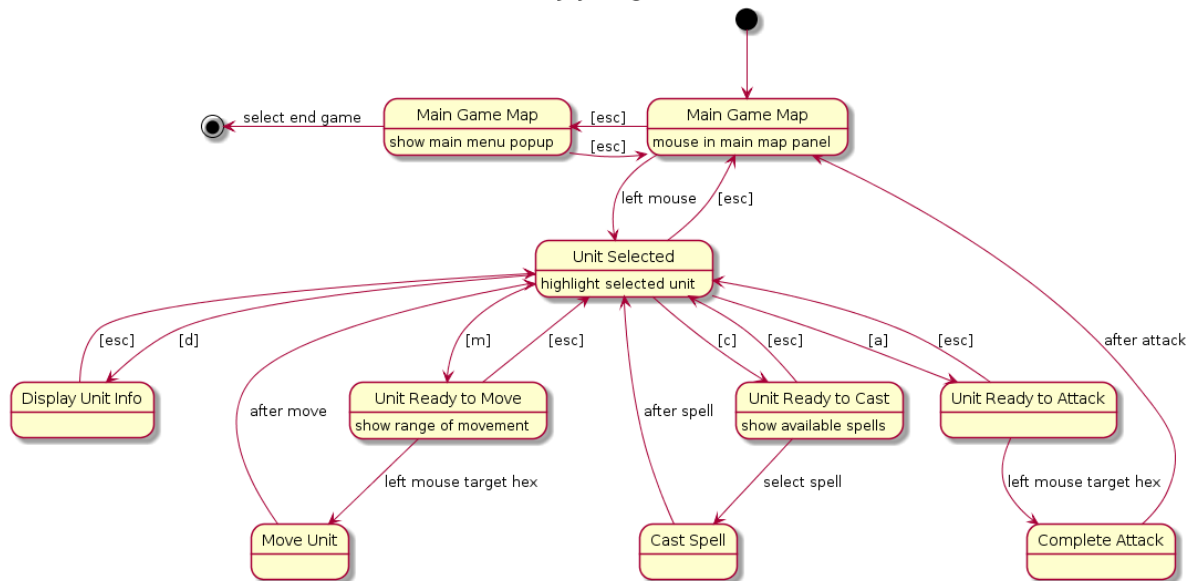 select end game
Main Game Map
show main menu popup
[esc]
[esc]
Main Game Map
mouse in main map panel
left mouse
[esc]
Unit Selected
highlight selected unit
[esc]
[d]
[m]
[esc]
[c]
[esc]
[a]
[esc]
after attack
Display Unit Info
after move
Unit Ready to Move
show range of movement
after spell
Unit Ready to Cast
show available spells
Unit Ready to Attack
left mouse target hex
select spell
left mouse target hex
Move Unit
Cast Spell
Complete Attack